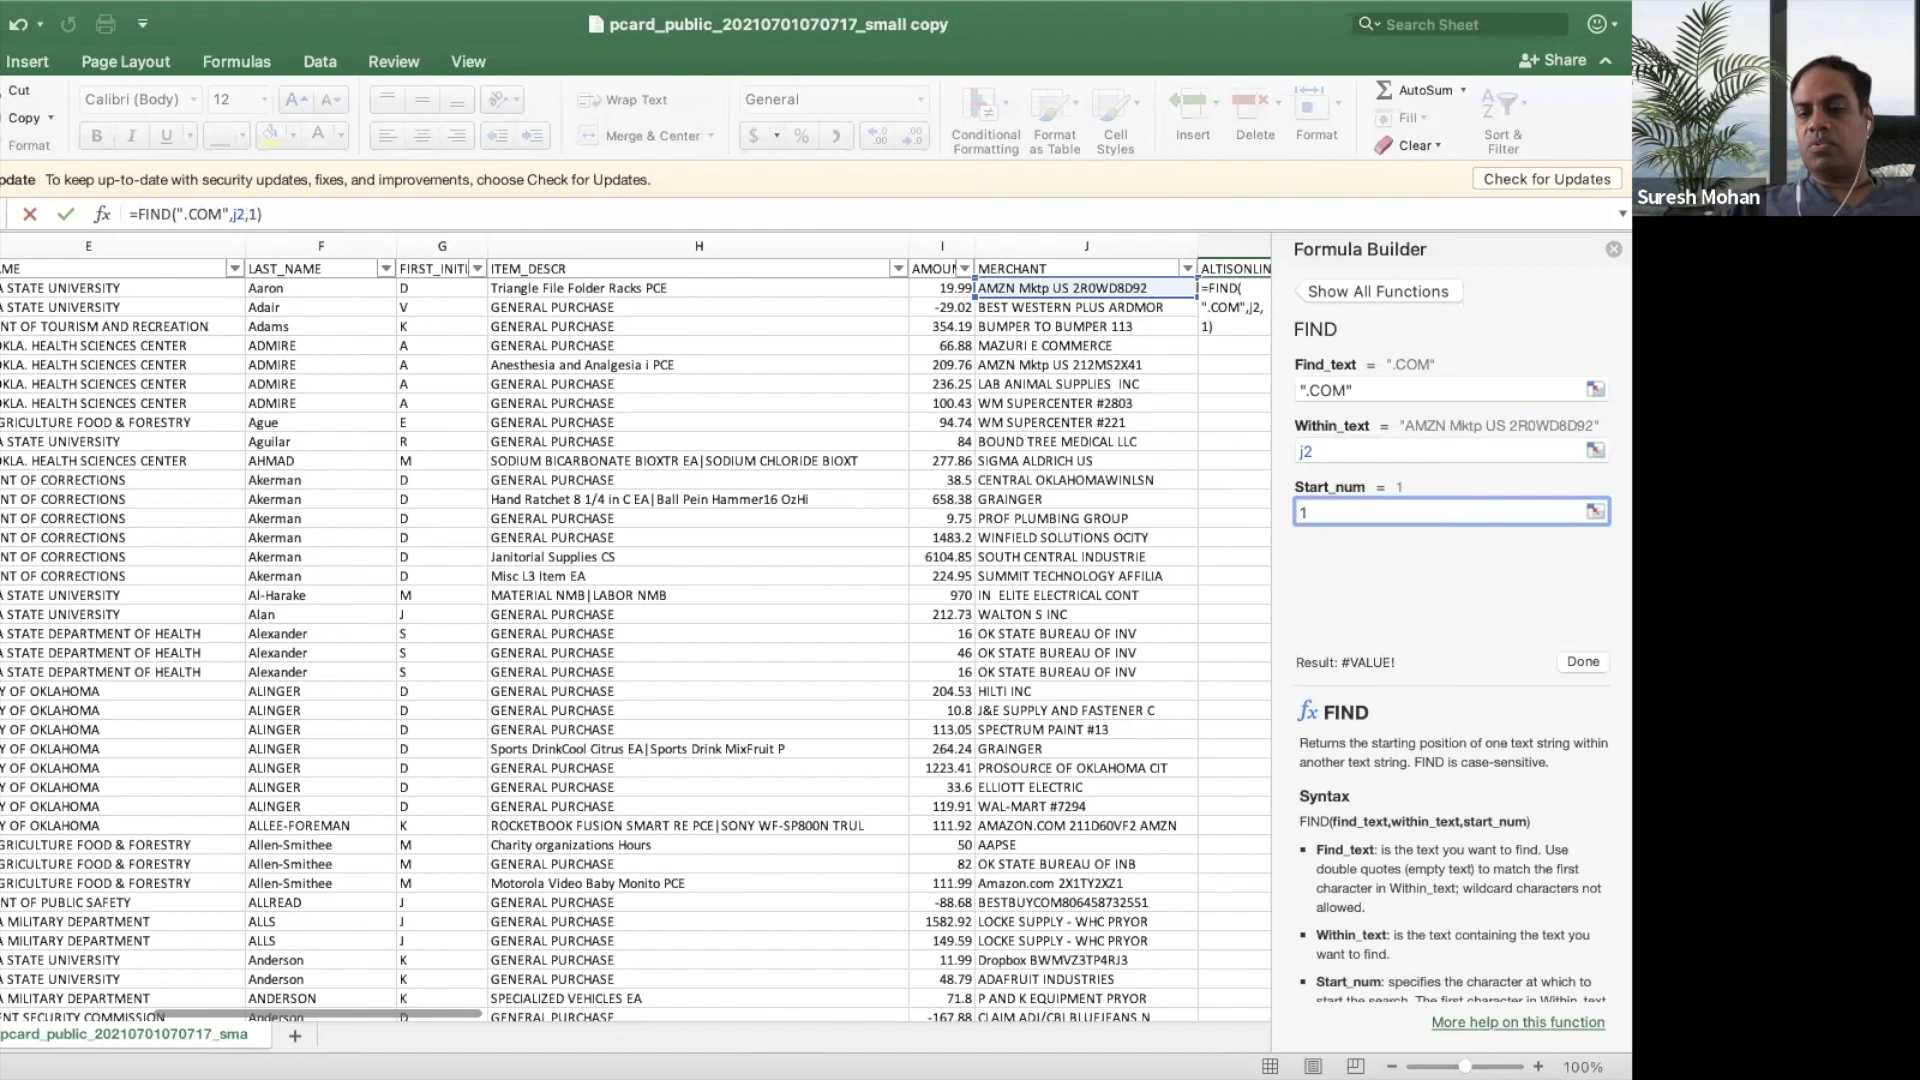 pcard_public_20210701070717_small copy
Search Sheet
Insert Page Layout Formulas Data Review View
Share
Cut
Copy
Format
Calibri (Body) 12
A A
B I U A
Wrap Text
Merge & Center
General
$ %
Conditional Formatting
Format as Table
Cell Styles
Insert
Delete
Format
AutoSum
Fill
Clear
Sort & Filter
Suresh Mohan
pdate To keep up-to-date with security updates, fixes, and improvements, choose Check for Updates.
Check for Updates
fx =FIND(".COM",j2,1)
E F G H I J
ME LAST_NAME FIRST_INITI ITEM_DESCR AMOUN MERCHANT ALTISONLIN
A STATE UNIVERSITY Aaron D Triangle File Folder Racks PCE 19.99 AMZN Mktp US 2R0WD8D92 =FIND(
A STATE UNIVERSITY Adair V GENERAL PURCHASE -29.02 BEST WESTERN PLUS ARDMOR ".COM",j2,
NT OF TOURISM AND RECREATION Adams K GENERAL PURCHASE 354.19 BUMPER TO BUMPER 113 1)
OKLA. HEALTH SCIENCES CENTER ADMIRE A GENERAL PURCHASE 66.88 MAZURI E COMMERCE
OKLA. HEALTH SCIENCES CENTER ADMIRE A Anesthesia and Analgesia i PCE 209.76 AMZN Mktp US 212MS2X41
OKLA. HEALTH SCIENCES CENTER ADMIRE A GENERAL PURCHASE 236.25 LAB ANIMAL SUPPLIES INC
OKLA. HEALTH SCIENCES CENTER ADMIRE A GENERAL PURCHASE 100.43 WM SUPERCENTER #2803
GRICULTURE FOOD & FORESTRY Ague E GENERAL PURCHASE 94.74 WM SUPERCENTER #221
A STATE UNIVERSITY Aguilar R GENERAL PURCHASE 84 BOUND TREE MEDICAL LLC
OKLA. HEALTH SCIENCES CENTER AHMAD M SODIUM BICARBONATE BIOXTR EA|SODIUM CHLORIDE BIOXT 277.86 SIGMA ALDRICH US
NT OF CORRECTIONS Akerman D GENERAL PURCHASE 38.5 CENTRAL OKLAHOMAWINLSN
NT OF CORRECTIONS Akerman D Hand Ratchet 8 1/4 in C EA|Ball Pein Hammer16 OzHi 658.38 GRAINGER
NT OF CORRECTIONS Akerman D GENERAL PURCHASE 9.75 PROF PLUMBING GROUP
NT OF CORRECTIONS Akerman D GENERAL PURCHASE 1483.2 WINFIELD SOLUTIONS OCITY
NT OF CORRECTIONS Akerman D Janitorial Supplies CS 6104.85 SOUTH CENTRAL INDUSTRIE
NT OF CORRECTIONS Akerman D Misc L3 Item EA 224.95 SUMMIT TECHNOLOGY AFFILIA
A STATE UNIVERSITY Al-Harake M MATERIAL NMB|LABOR NMB 970 IN ELITE ELECTRICAL CONT
A STATE UNIVERSITY Alan J GENERAL PURCHASE 212.73 WALTON S INC
A STATE DEPARTMENT OF HEALTH Alexander S GENERAL PURCHASE 16 OK STATE BUREAU OF INV
A STATE DEPARTMENT OF HEALTH Alexander S GENERAL PURCHASE 46 OK STATE BUREAU OF INV
A STATE DEPARTMENT OF HEALTH Alexander S GENERAL PURCHASE 16 OK STATE BUREAU OF INV
Y OF OKLAHOMA ALINGER D GENERAL PURCHASE 204.53 HILTI INC
Y OF OKLAHOMA ALINGER D GENERAL PURCHASE 10.8 J&E SUPPLY AND FASTENER C
Y OF OKLAHOMA ALINGER D GENERAL PURCHASE 113.05 SPECTRUM PAINT #13
Y OF OKLAHOMA ALINGER D Sports DrinkCool Citrus EA|Sports Drink MixFruit P 264.24 GRAINGER
Y OF OKLAHOMA ALINGER D GENERAL PURCHASE 1223.41 PROSOURCE OF OKLAHOMA CIT
Y OF OKLAHOMA ALINGER D GENERAL PURCHASE 33.6 ELLIOTT ELECTRIC
Y OF OKLAHOMA ALINGER D GENERAL PURCHASE 119.91 WAL-MART #7294
Y OF OKLAHOMA ALLEE-FOREMAN K ROCKETBOOK FUSION SMART RE PCE|SONY WF-SP800N TRUL 111.92 AMAZON.COM 211D60VF2 AMZN
GRICULTURE FOOD & FORESTRY Allen-Smithee M Charity organizations Hours 50 AAPSE
GRICULTURE FOOD & FORESTRY Allen-Smithee M GENERAL PURCHASE 82 OK STATE BUREAU OF INB
GRICULTURE FOOD & FORESTRY Allen-Smithee M Motorola Video Baby Monito PCE 111.99 Amazon.com 2X1TY2XZ1
NT OF PUBLIC SAFETY ALLREAD J GENERAL PURCHASE -88.68 BESTBUYCOM806458732551
A MILITARY DEPARTMENT ALLS J GENERAL PURCHASE 1582.92 LOCKE SUPPLY - WHC PRYOR
A MILITARY DEPARTMENT ALLS J GENERAL PURCHASE 149.59 LOCKE SUPPLY - WHC PRYOR
A STATE UNIVERSITY Anderson K GENERAL PURCHASE 11.99 Dropbox BWMVZ3TP4RJ3
A STATE UNIVERSITY Anderson K GENERAL PURCHASE 48.79 ADAFRUIT INDUSTRIES
A MILITARY DEPARTMENT ANDERSON K SPECIALIZED VEHICLES EA 71.8 P AND K EQUIPMENT PRYOR
ENT SECURITY COMMISSION Anderson D GENERAL PURCHASE -167.88 CLAIM ADJ/CBI BLUEJEANS N
pcard_public_20210701070717_sma
+
Formula Builder
Show All Functions
FIND
Find_text = ".COM"
".COM"
Within_text = "AMZN Mktp US 2R0WD8D92"
j2
Start_num = 1
1
Result: #VALUE!
Done
fx FIND
Returns the starting position of one text string within
another text string. FIND is case-sensitive.
Syntax
FIND(find_text,within_text,start_num)
▪ Find_text: is the text you want to find. Use
double quotes (empty text) to match the first
character in Within_text; wildcard characters not
allowed.
▪ Within_text: is the text containing the text you
want to find.
▪ Start_num: specifies the character at which to
start the search. The first character in Within_text
More help on this function
100%